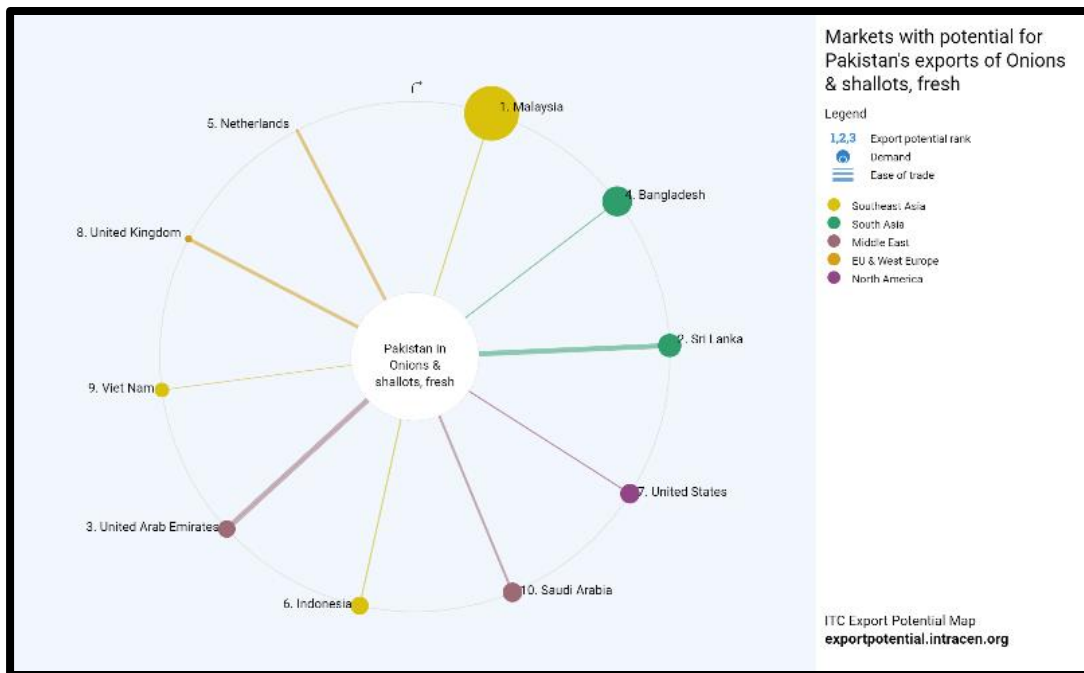 Markets with potential for
Pakistan's exports of Onions
& shallots, fresh
Legend
1,2,3 Export potential rank
Demand
Ease of trade
Southeast Asia
South Asia
Middle East
EU & West Europe
North America
1. Malaysia
5. Netherlands
4. Bangladesh
8. United Kingdom
2. Sri Lanka
Pakistan in
Onions &
shallots, fresh
9. Viet Nam
7. United States
3. United Arab Emirates
10. Saudi Arabia
6. Indonesia
ITC Export Potential Map
exportpotential.intracen.org